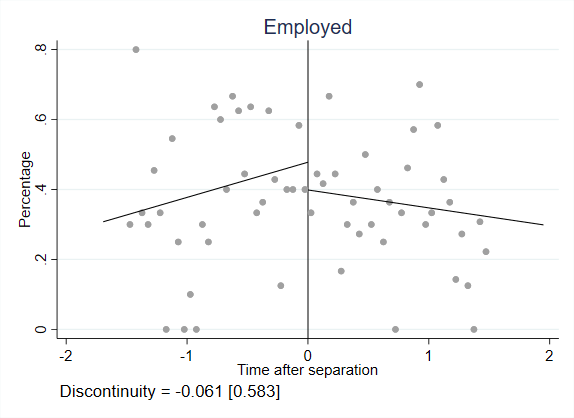 Employed
Percentage
.8
.6
.4
.2
0
-2
-1
0
1
2
Time after separation
Discontinuity = -0.061 [0.583]